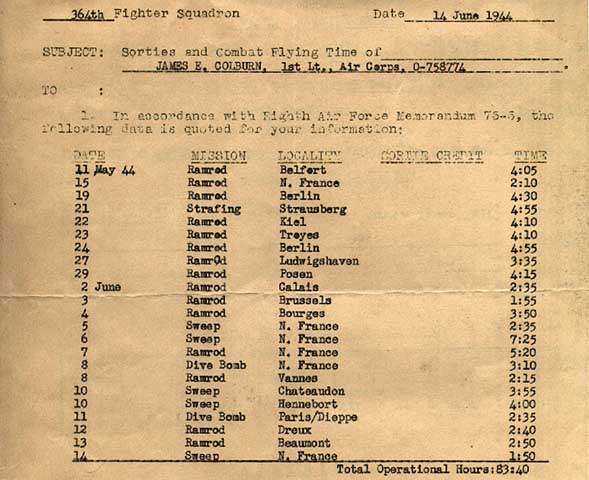 364th Fighter Squadron Date 14 June 1944
SUBJECT: Sorties and Combat Flying Time of
JAMES E. COLBURN, 1st Lt., Air Corps, O-758774
TO :
1. In accordance with Eighth Air Force Memorandum 75-3, the
following data is quoted for your information:
DATE MISSION LOCALITY SORTIE CREDIT TIME
11 May 44 Ramrod Belfort 4:05
15 Ramrod N. France 2:10
19 Ramrod Berlin 4:30
21 Strafing Strausberg 4:55
22 Ramrod Kiel 4:10
23 Ramrod Troyes 4:10
24 Ramrod Berlin 4:55
27 Ramrod Ludwigshaven 3:35
29 Ramrod Posen 4:15
2 June Ramrod Calais 2:35
3 Ramrod Brussels 1:55
4 Ramrod Bourges 3:50
5 Sweep N. France 2:35
6 Sweep N. France 7:25
7 Ramrod N. France 5:20
8 Dive Bomb N. France 3:10
8 Ramrod Vannes 2:15
10 Sweep Chateaudon 3:55
10 Sweep Hennebort 4:00
11 Dive Bomb Paris/Dieppe 2:35
12 Ramrod Dreux 2:40
13 Ramrod Beaumont 2:50
14 Sweep N. France 1:50
Total Operational Hours:83:40